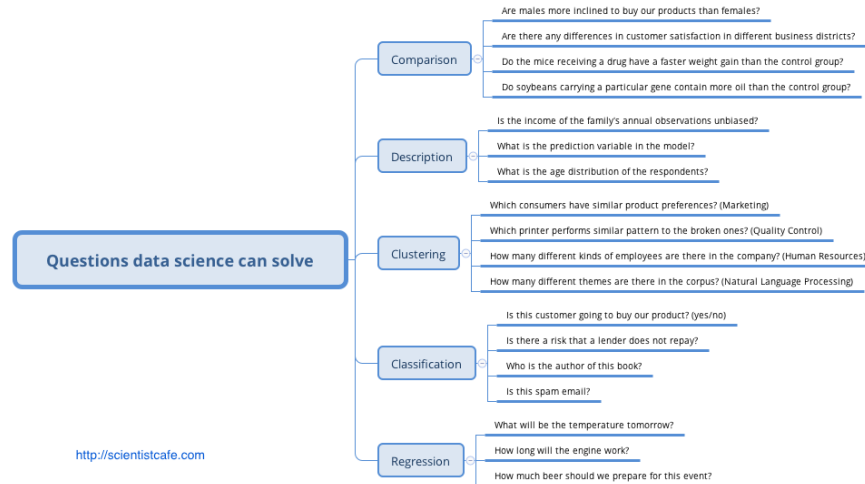 Are males more inclined to buy our products than females?
Are there any differences in customer satisfaction in different business districts?
Comparison
Do the mice receiving a drug have a faster weight gain than the control group?
Do soybeans carrying a particular gene contain more oil than the control group?
Is the income of the family's annual observations unbiased?
Description
What is the prediction variable in the model?
What is the age distribution of the respondents?
Which consumers have similar product preferences? (Marketing)
Which printer performs similar pattern to the broken ones? (Quality Control)
Questions data science can solve
Clustering
How many different kinds of employees are there in the company? (Human Resources)
How many different themes are there in the corpus? (Natural Language Processing)
Is this customer going to buy our product? (yes/no)
Is there a risk that a lender does not repay?
Classification
Who is the author of this book?
Is this spam email?
What will be the temperature tomorrow?
http://scientistcafe.com
How long will the engine work?
Regression
How much beer should we prepare for this event?